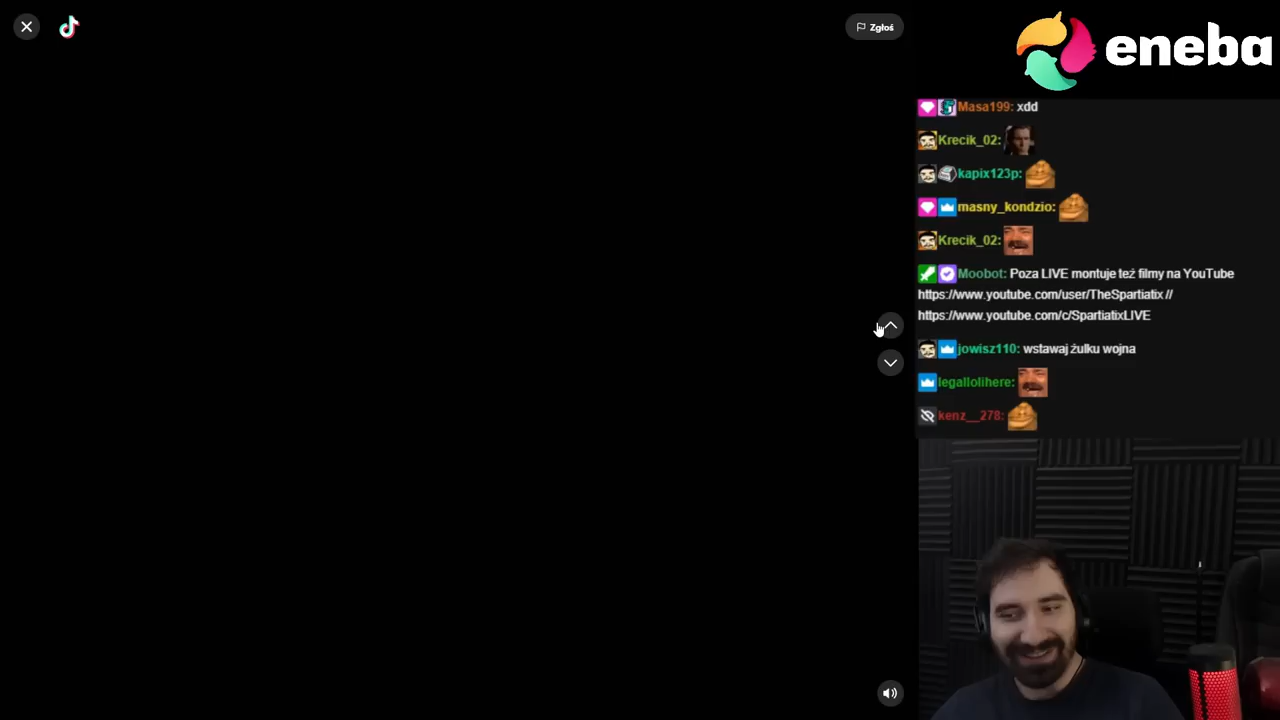 Zgłoś
eneba
Masa199: xdd
Krecik_02:
kapix123p:
masny_kondzio:
Krecik_02:
Moobot: Poza LIVE montuje też filmy na YouTube
https://www.youtube.com/user/TheSpartiatix //
https://www.youtube.com/c/SpartiatixLIVE
jowisz110: wstawaj żulku wojna
legallolihere:
kenz__278: